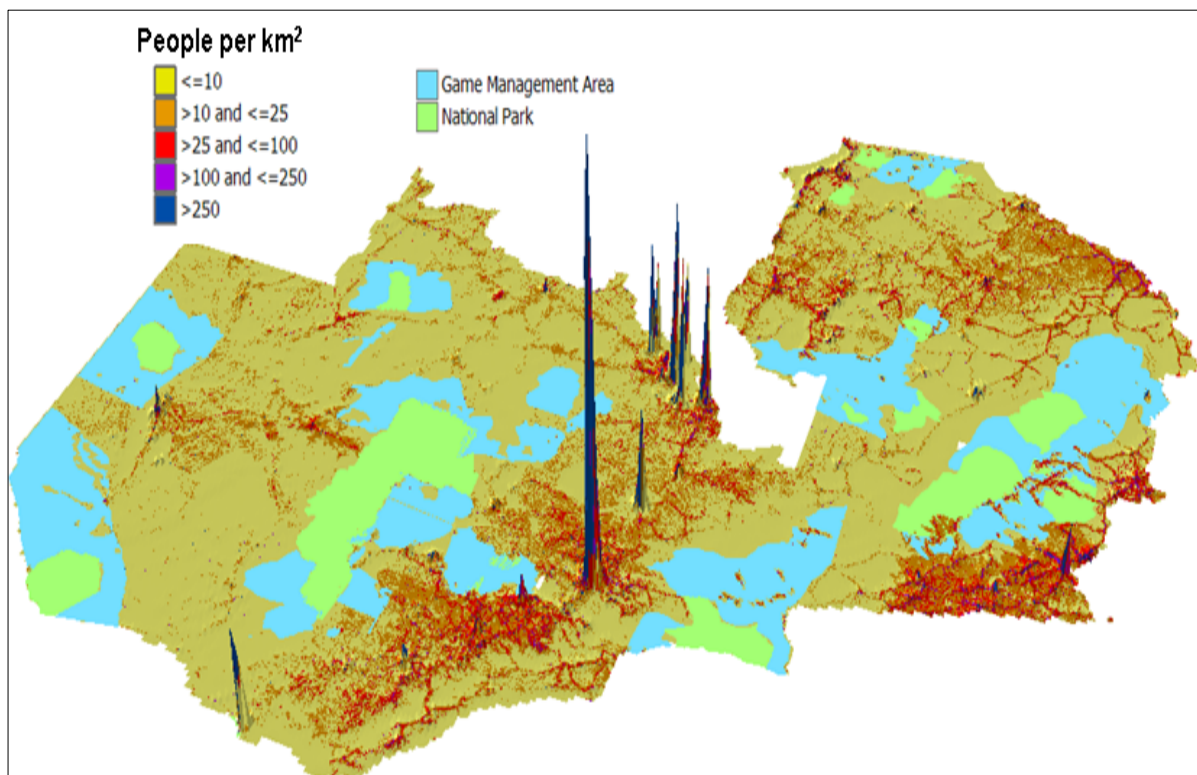 People per km²
<=10
>10 and <=25
>25 and <=100
>100 and <=250
>250
Game Management Area
National Park